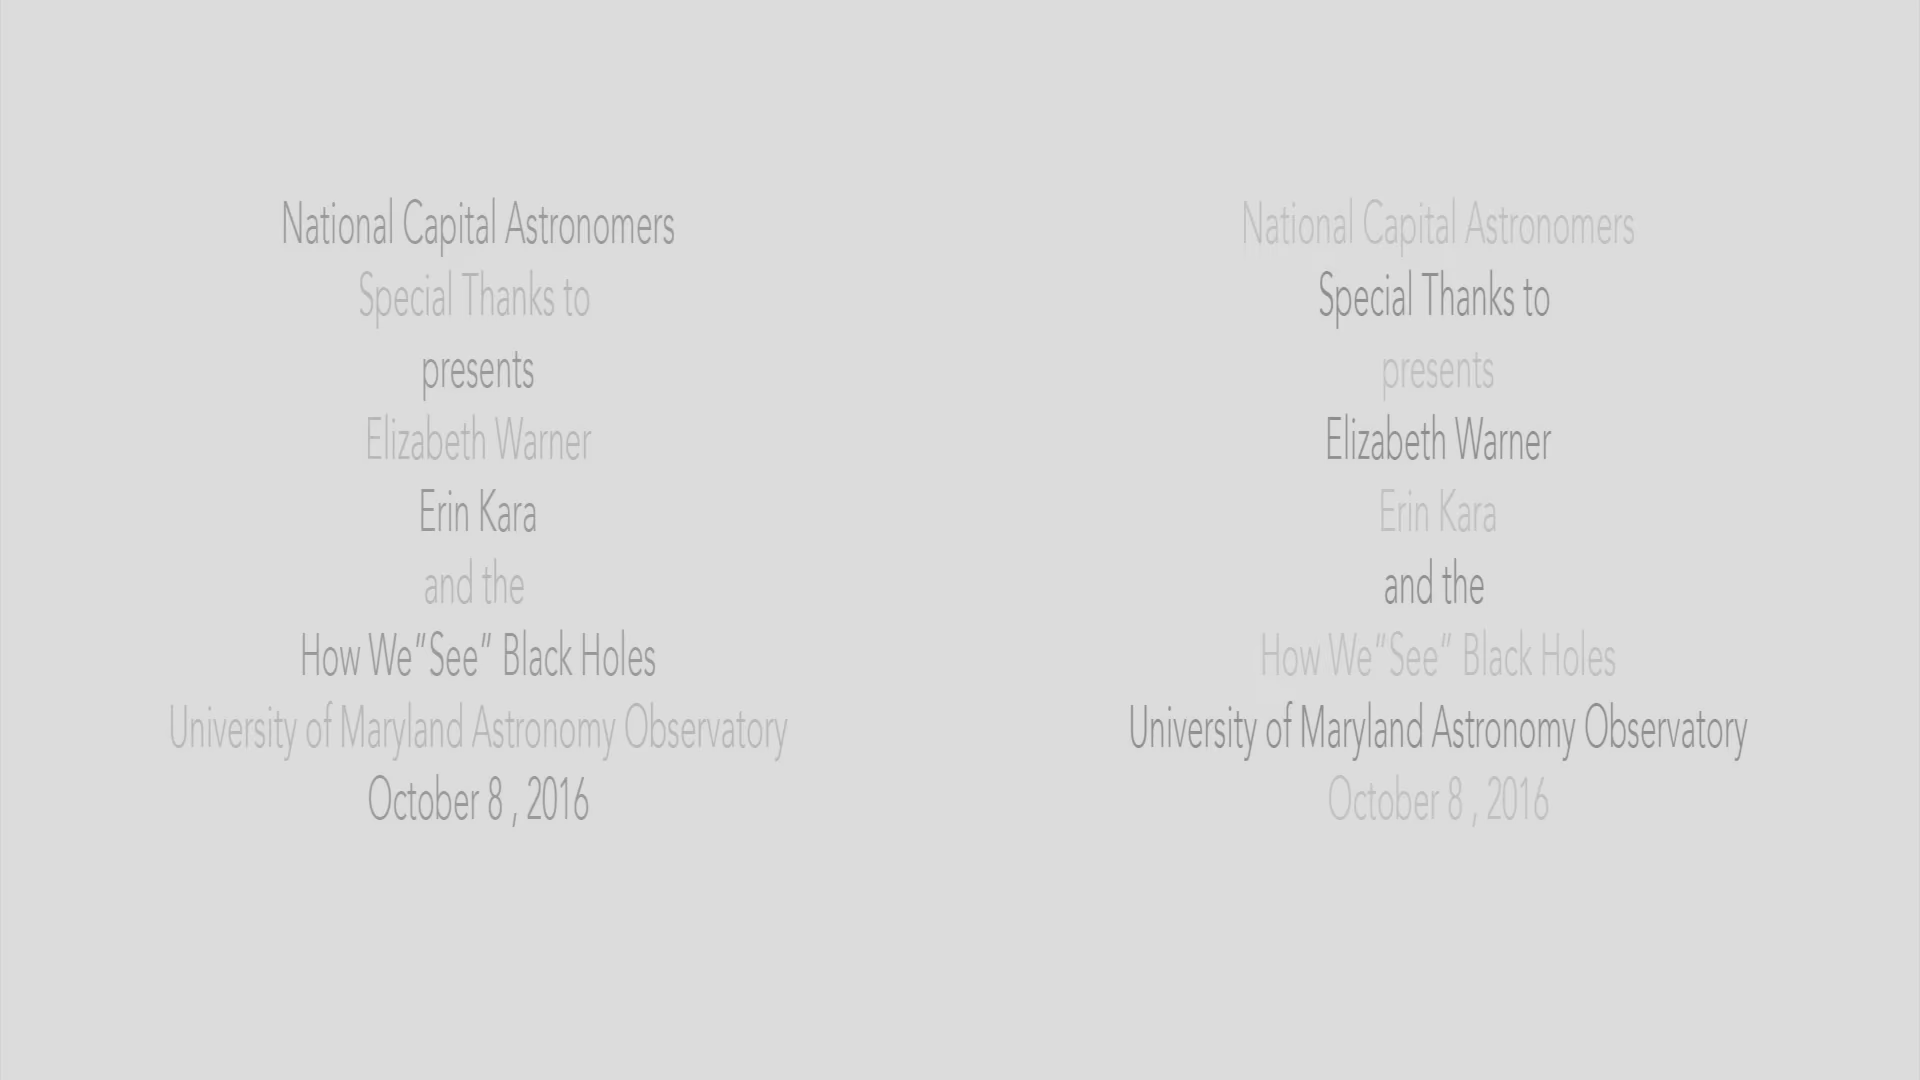 National Capital Astronomers
Special Thanks to
presents
Elizabeth Warner
Erin Kara
and the
How We"See" Black Holes
University of Maryland Astronomy Observatory
October 8 , 2016
National Capital Astronomers
Special Thanks to
presents
Elizabeth Warner
Erin Kara
and the
How We"See" Black Holes
University of Maryland Astronomy Observatory
October 8 , 2016